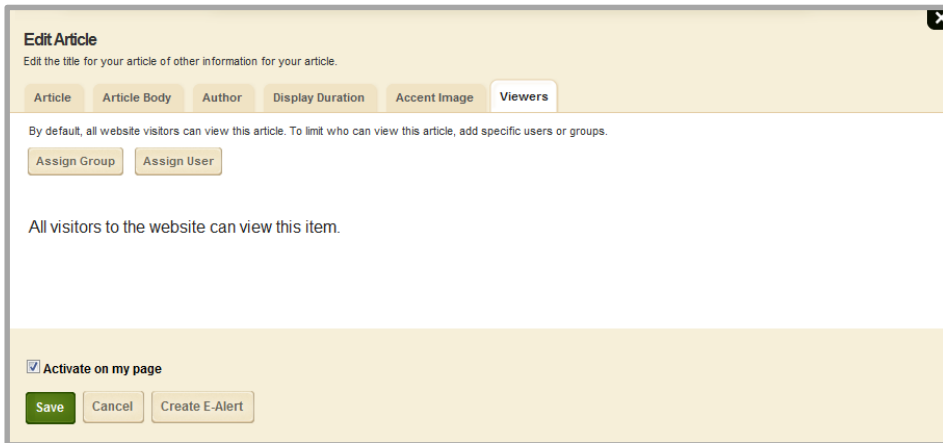 Edit Article
Edit the title for your article of other information for your article.
Article Article Body Author Display Duration Accent Image Viewers
By default, all website visitors can view this article. To limit who can view this article, add specific users or groups.
Assign Group Assign User
All visitors to the website can view this item.
Activate on my page
Save Cancel Create E-Alert